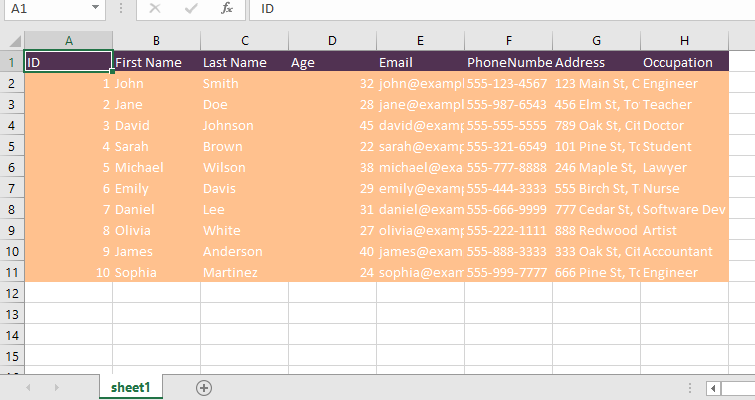 A1 fx ID
A B C D E F G H
1 ID First Name Last Name Age Email PhoneNumbe Address Occupation
2 1 John Smith 32 john@exampl 555-123-4567 123 Main St, C Engineer
3 2 Jane Doe 28 jane@exampl 555-987-6543 456 Elm St, To Teacher
4 3 David Johnson 45 david@examp 555-555-5555 789 Oak St, Cit Doctor
5 4 Sarah Brown 22 sarah@examp 555-321-6549 101 Pine St, To Student
6 5 Michael Wilson 38 michael@exa 555-777-8888 246 Maple St, Lawyer
7 6 Emily Davis 29 emily@examp 555-444-3333 555 Birch St, T Nurse
8 7 Daniel Lee 31 daniel@exam 555-666-9999 777 Cedar St, Software Dev
9 8 Olivia White 27 olivia@examp 555-222-1111 888 Redwood Artist
10 9 James Anderson 40 james@exam 555-888-3333 333 Oak St, Cit Accountant
11 10 Sophia Martinez 24 sophia@exam 555-999-7777 666 Pine St, To Engineer
12
13
14
15
sheet1